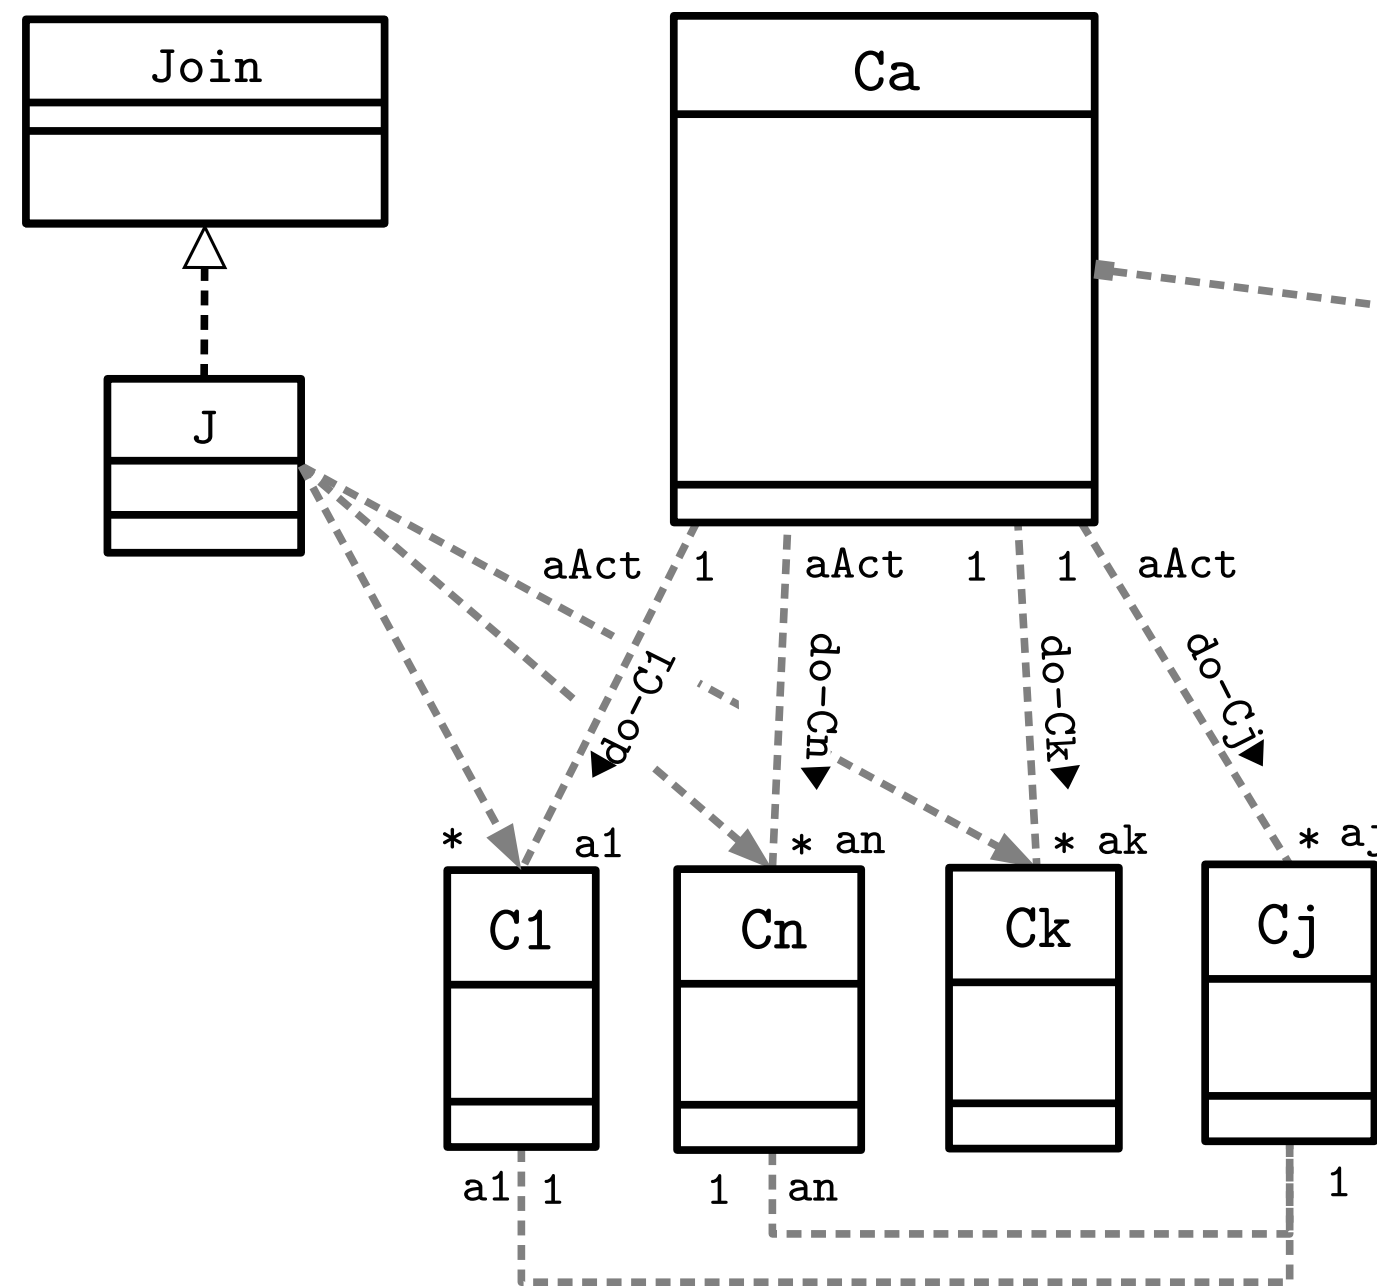 Join
Ca
J
aAct 1 aAct 1 1 aAct
do-C1
do-Cn
do-Ck
do-Cj
* a1 * an * ak * aj
C1 Cn Ck Cj
a1 1 1 an 1